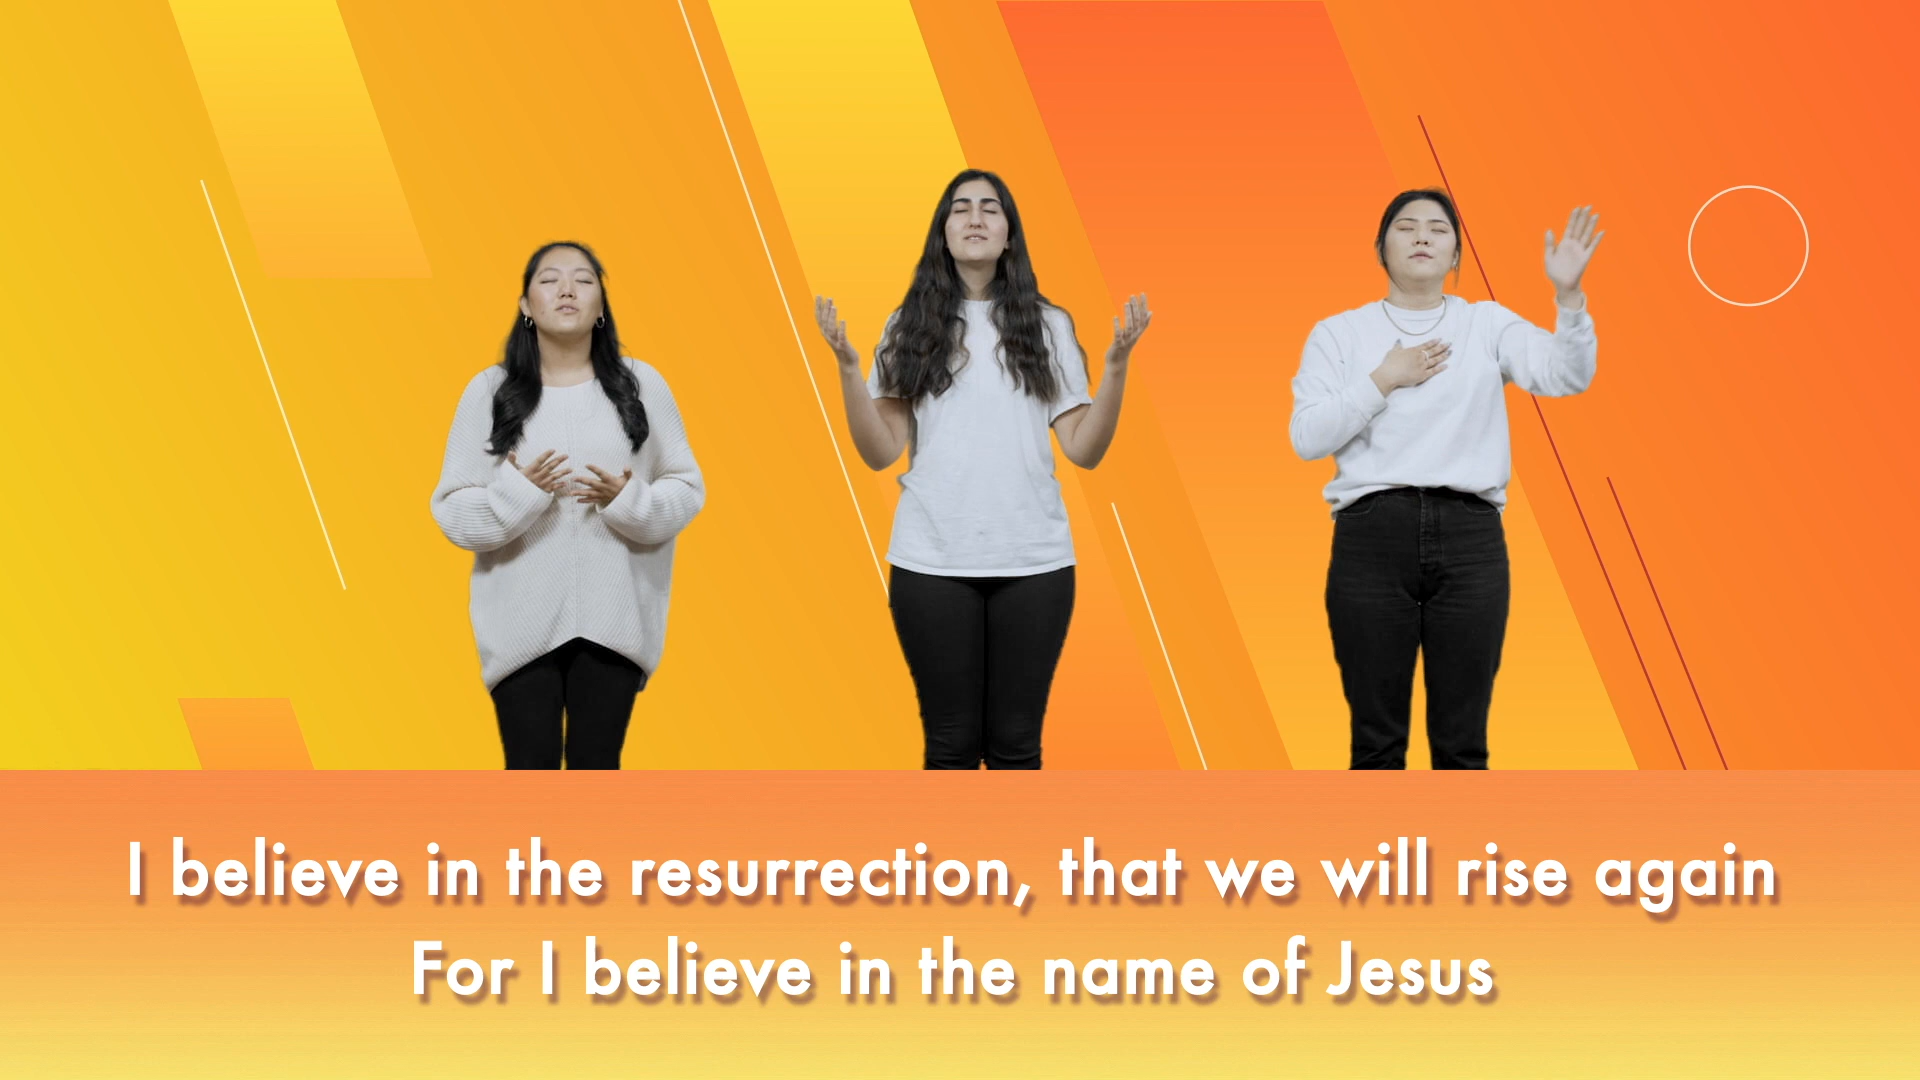 I believe in the resurrection, that we will rise again
For I believe in the name of Jesus